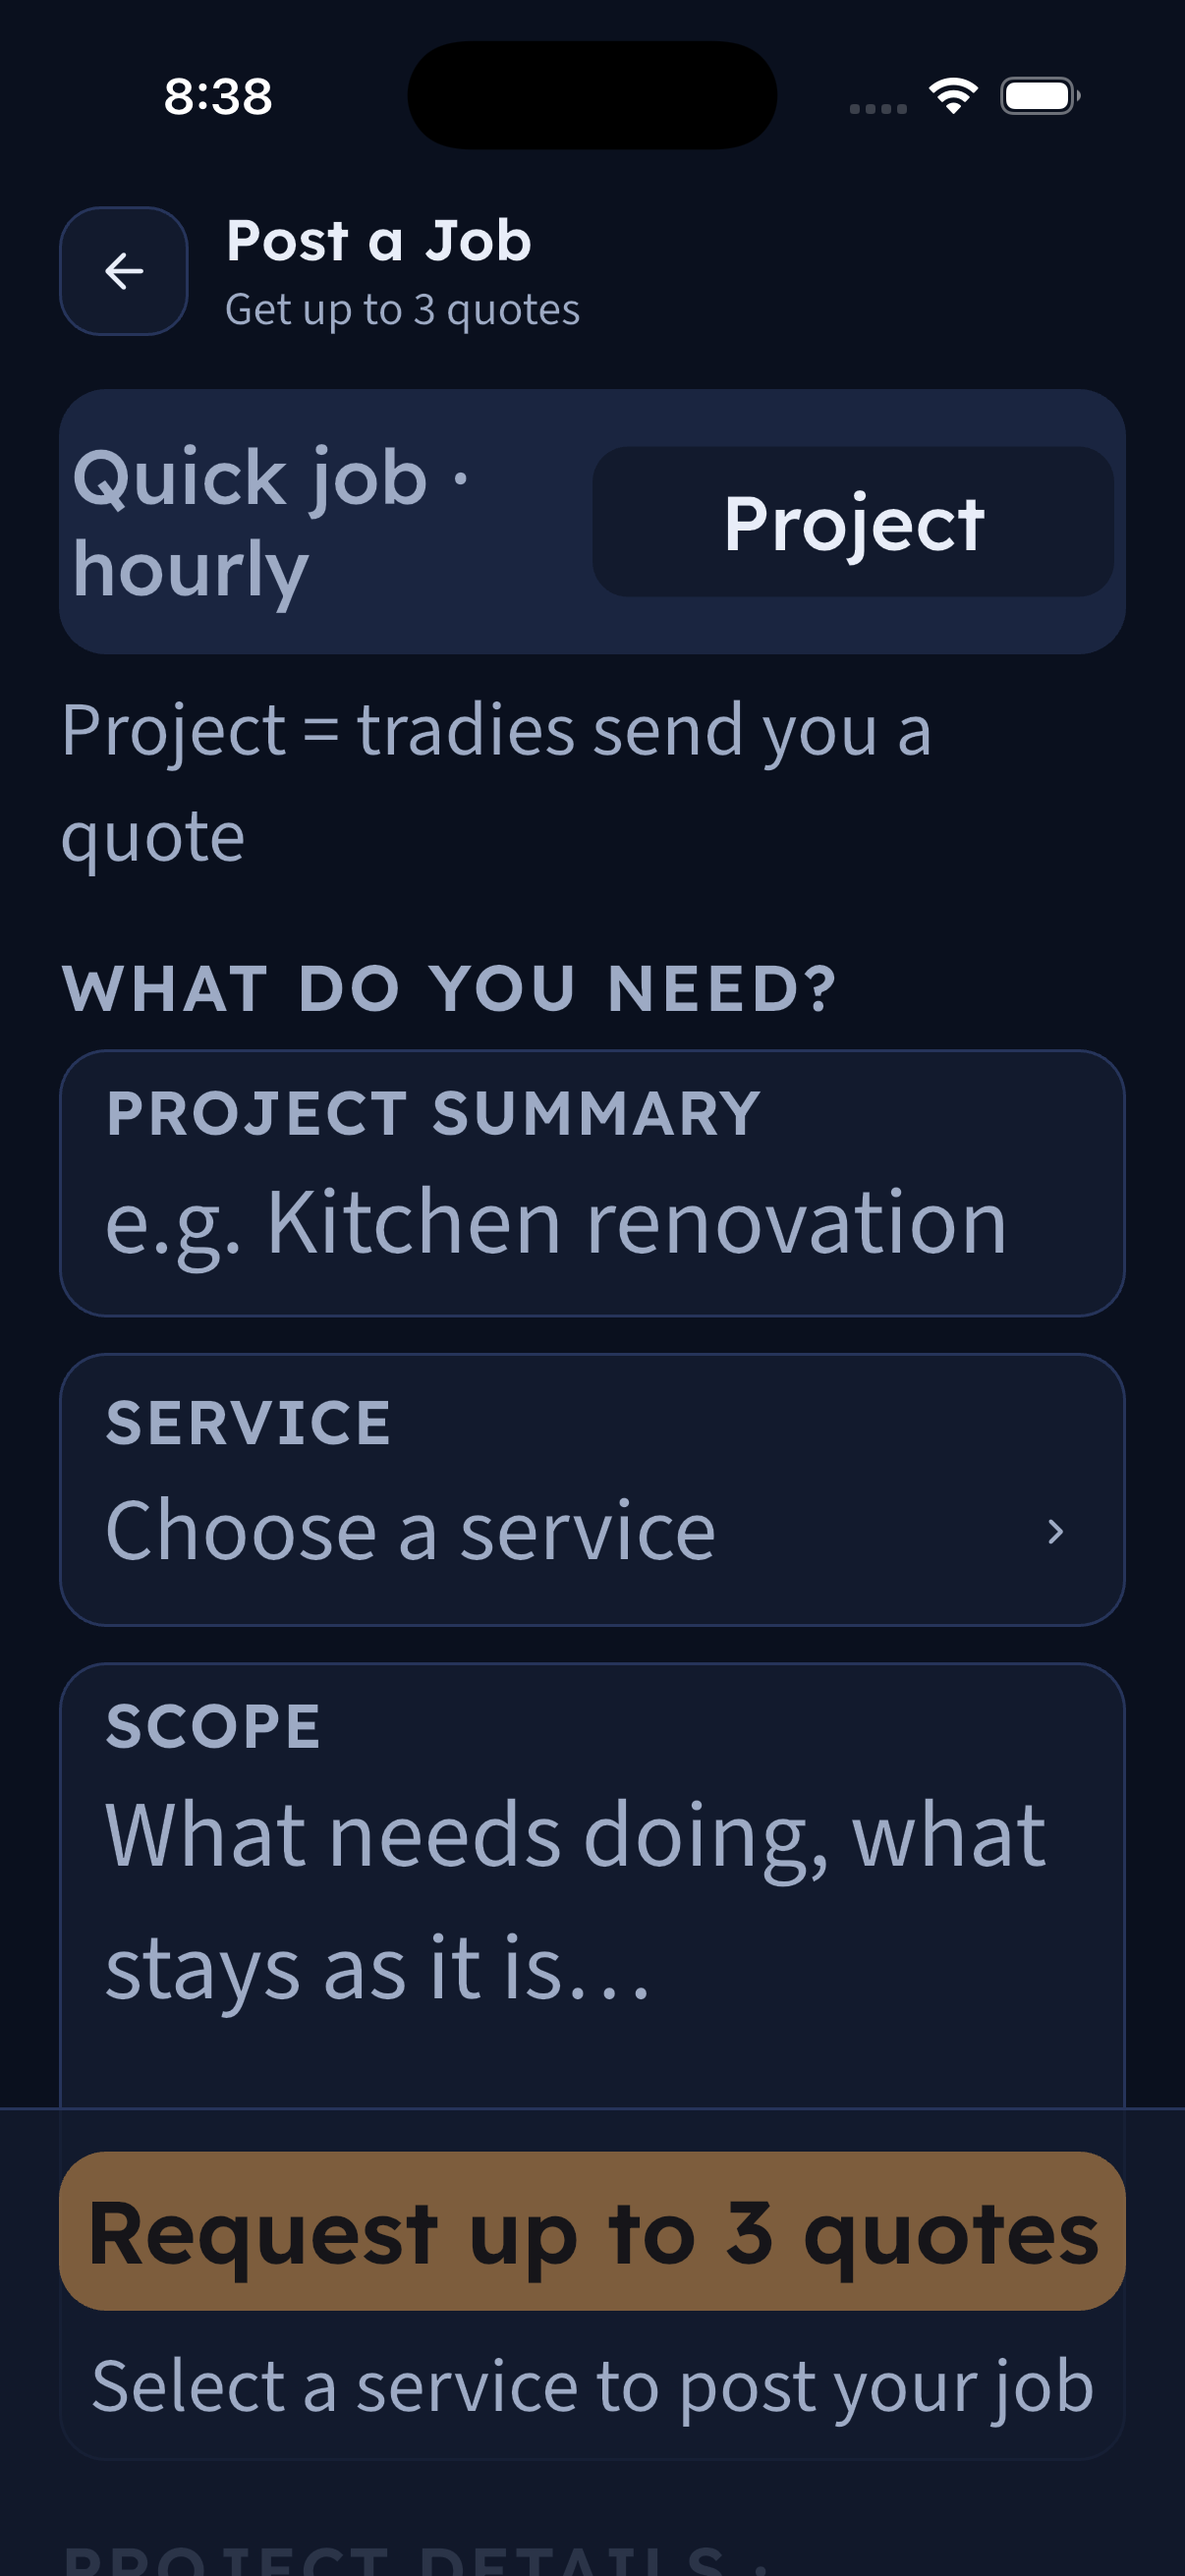 8:38
Post a Job
Get up to 3 quotes
Quick job ·
hourly
Project
Project = tradies send you a
quote
WHAT DO YOU NEED?
PROJECT SUMMARY
e.g. Kitchen renovation
SERVICE
Choose a service
SCOPE
What needs doing, what
stays as it is...
Request up to 3 quotes
Select a service to post your job
PROJECT DETAILS ·